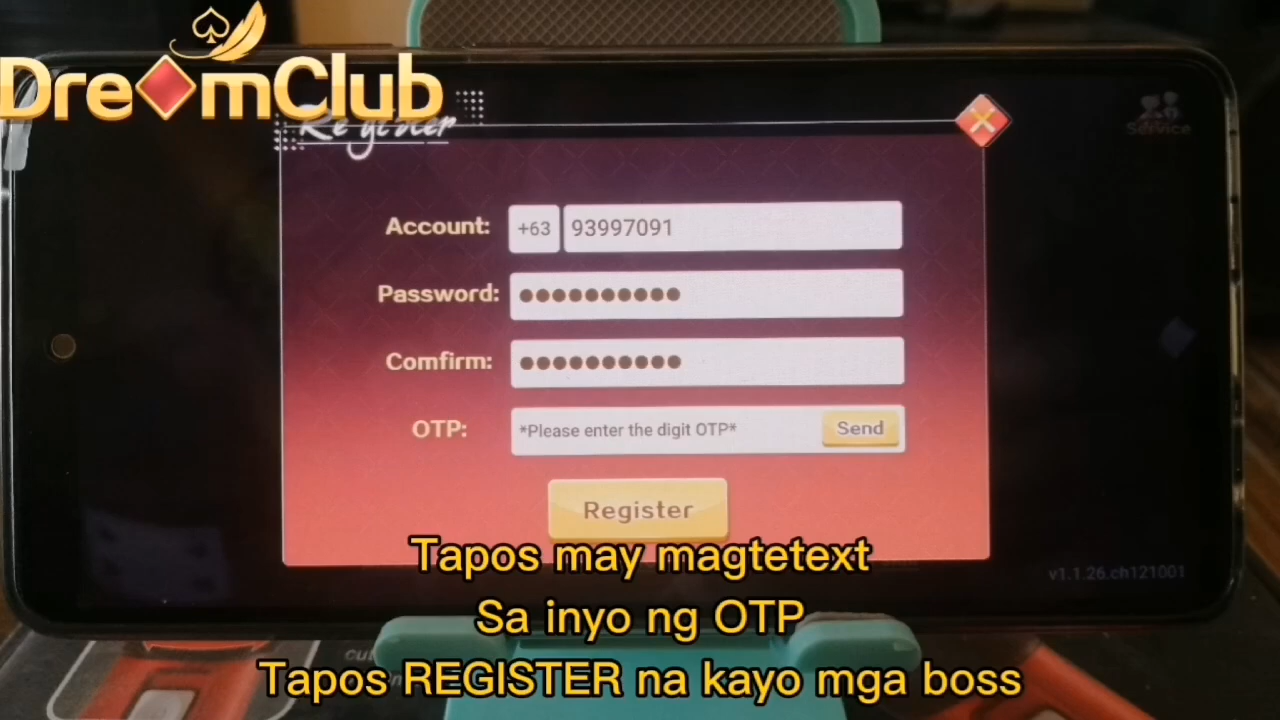 DreamClub
Register
Service
Account: +63 93997091
Password: ●●●●●●●●●●
Comfirm: ●●●●●●●●●●
OTP: *Please enter the digit OTP* Send
Register
Tapos may magtetext
Sa inyo ng OTP
v1.1.26.ch121001
Tapos REGISTER na kayo mga boss